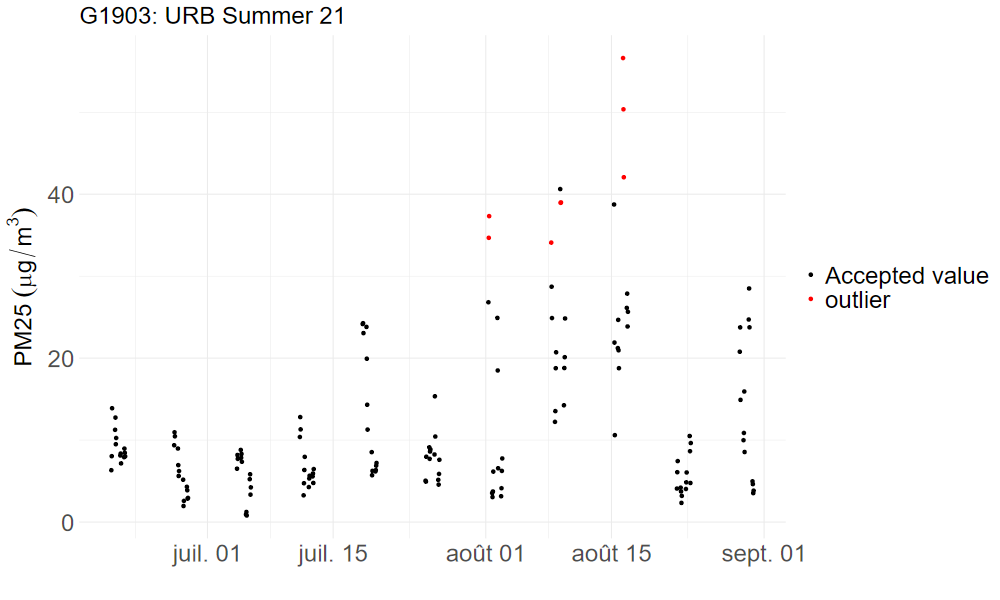 G1903: URB Summer 21
PM25 (μg/m³)
40
20
0
juil. 01
juil. 15
août 01
août 15
sept. 01
Accepted value
outlier